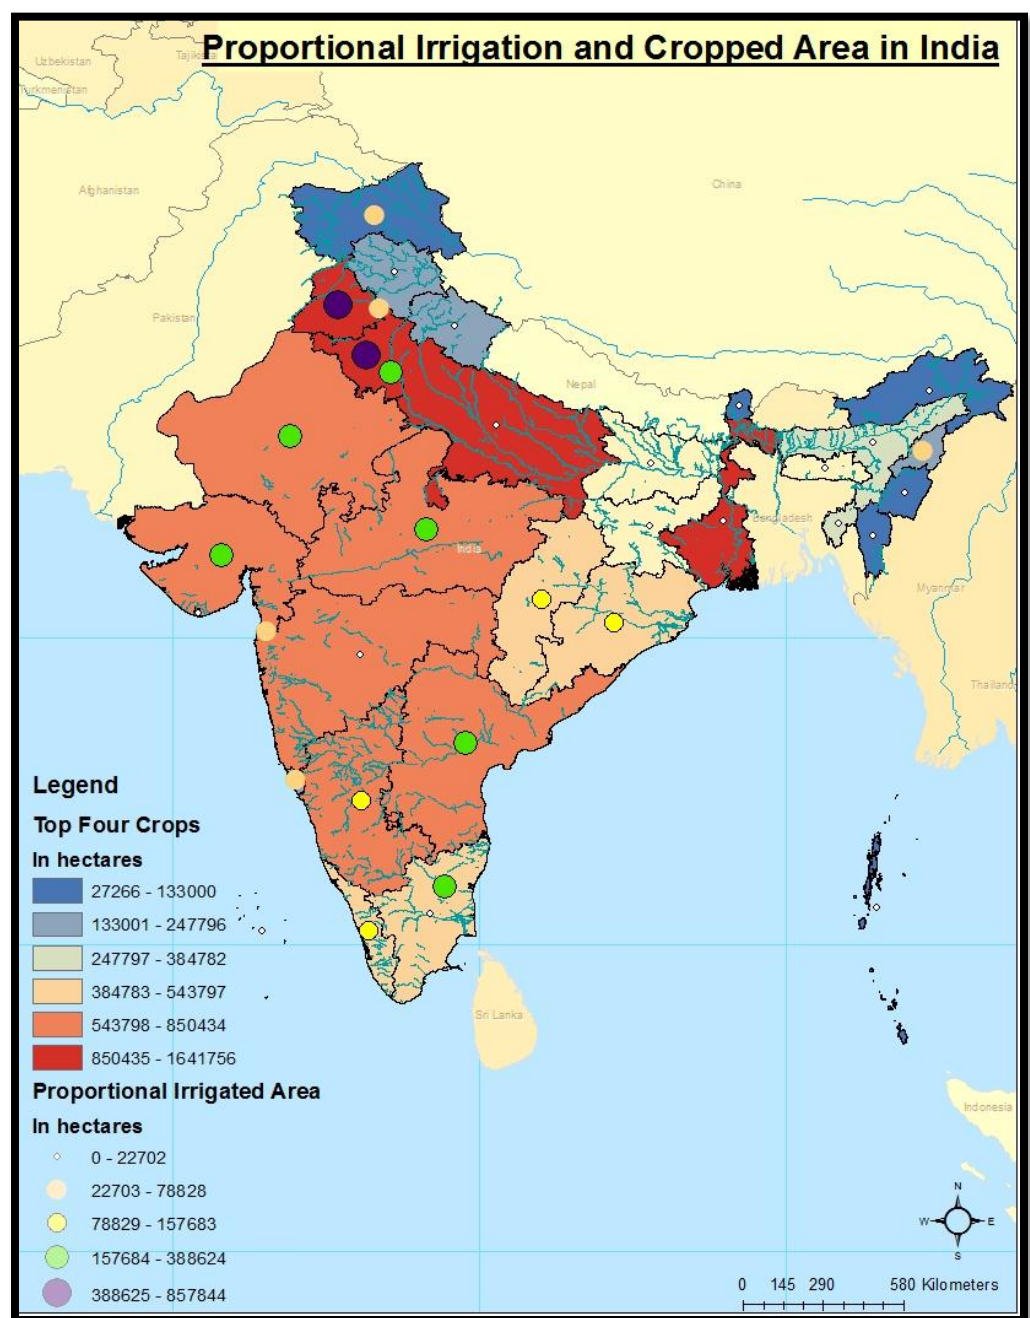 Proportional Irrigation and Cropped Area in India
Uzbekistan
Turkmenistan
Afghanistan
China
Pakistan
Nepal
Bangladesh
India
Myanmar
Thailand
Sri Lanka
Indonesia
Legend
Top Four Crops
In hectares
27266 - 133000
133001 - 247796
247797 - 384782
384783 - 543797
543798 - 850434
850435 - 1641756
Proportional Irrigated Area
In hectares
0 - 22702
22703 - 78828
78829 - 157683
157684 - 388624
388625 - 857844
N
W E
S
0 145 290 580 Kilometers